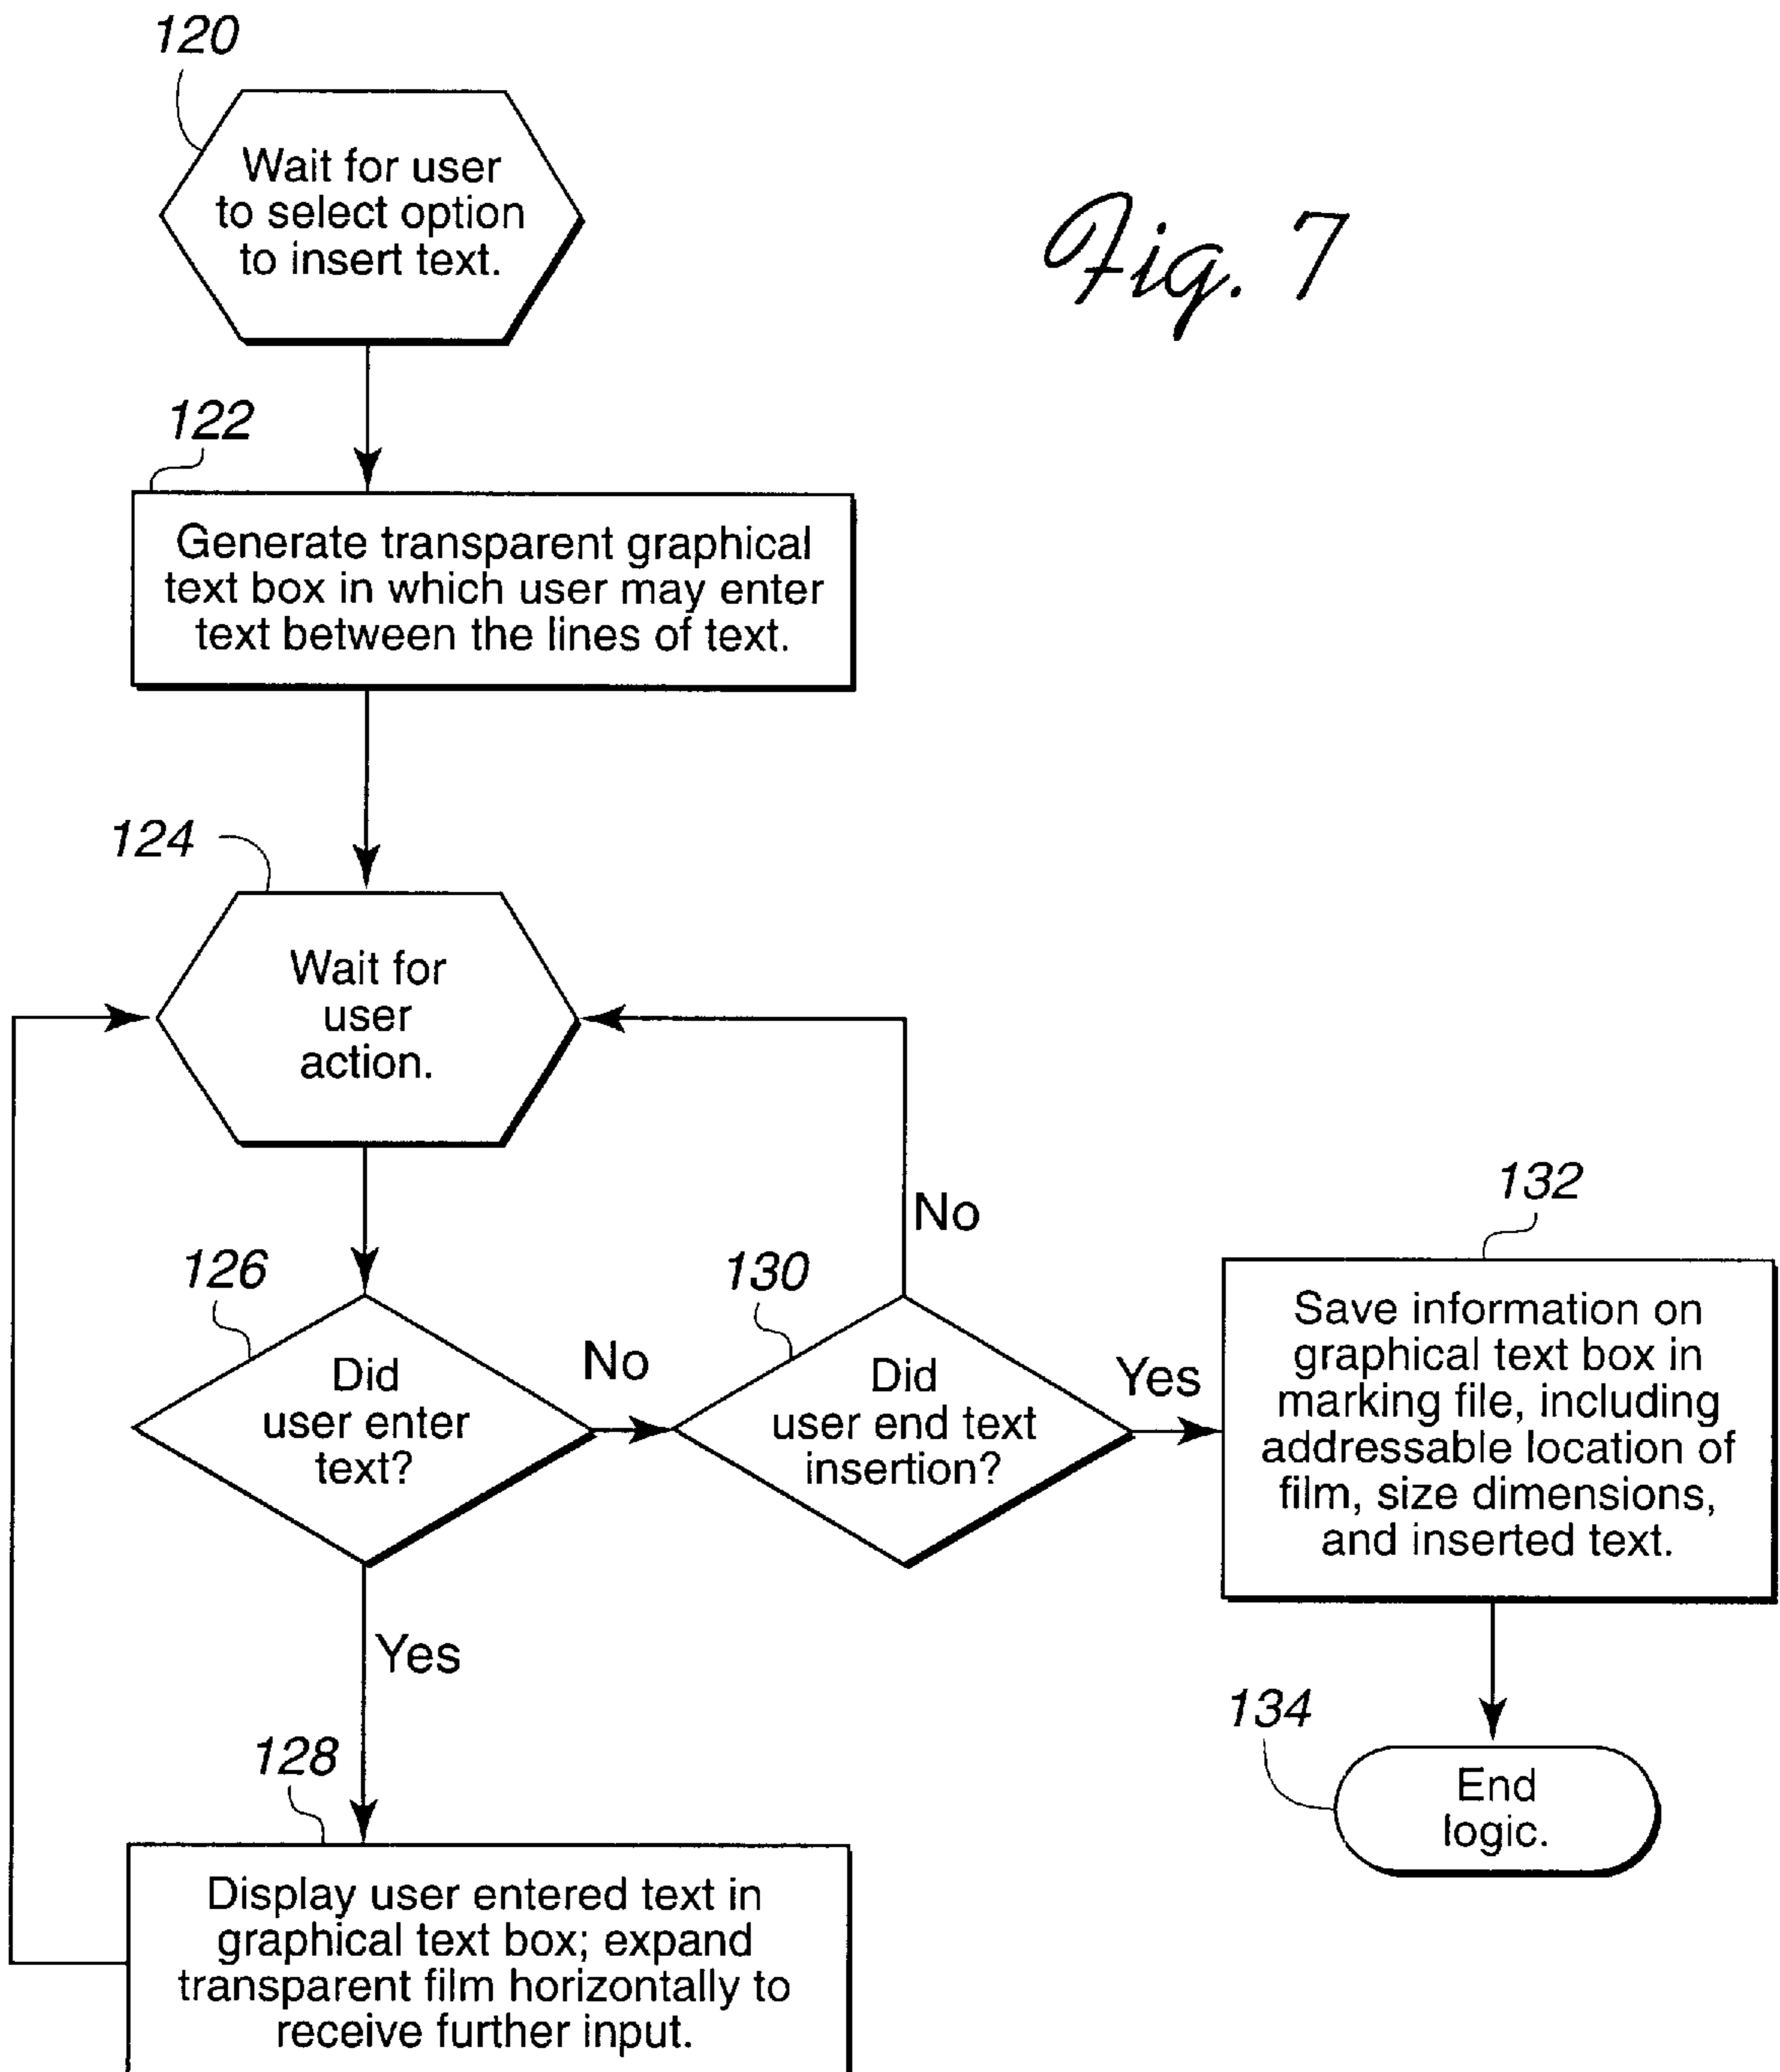 120
Wait for user
to select option
to insert text.
Fig. 7
122
Generate transparent graphical
text box in which user may enter
text between the lines of text.
124
Wait for
user
action.
126
Did
user enter
text?
No
130
Did
user end text
insertion?
No
Yes
132
Save information on
graphical text box in
marking file, including
addressable location of
film, size dimensions,
and inserted text.
Yes
128
Display user entered text in
graphical text box; expand
transparent film horizontally to
receive further input.
134
End
logic.